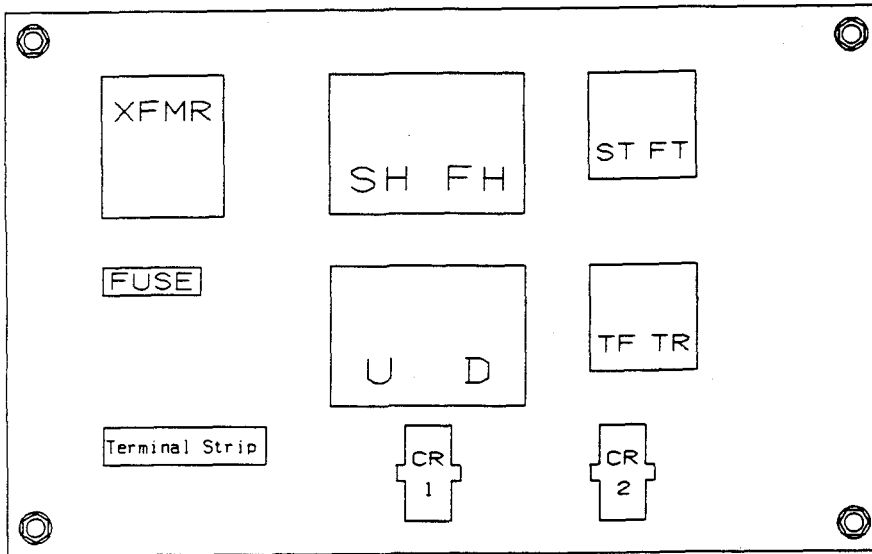 XFMR
SH FH
ST FT
FUSE
U D
TF TR
Terminal Strip
CR
1
CR
2